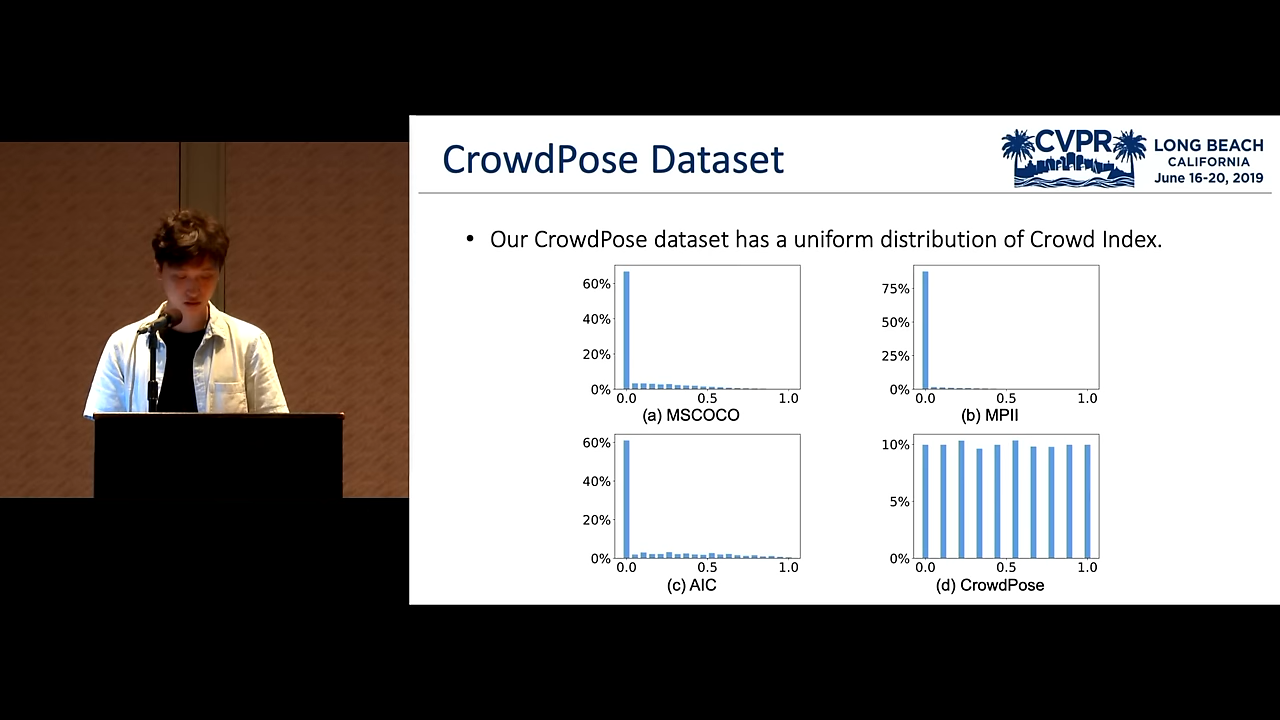 CrowdPose Dataset
CVPR
LONG BEACH
CALIFORNIA
June 16-20, 2019
• Our CrowdPose dataset has a uniform distribution of Crowd Index.
60%
40%
20%
0%
0.0 0.5 1.0
(a) MSCOCO
75%
50%
25%
0%
0.0 0.5 1.0
(b) MPII
60%
40%
20%
0%
0.0 0.5 1.0
(c) AIC
10%
5%
0%
0.0 0.5 1.0
(d) CrowdPose